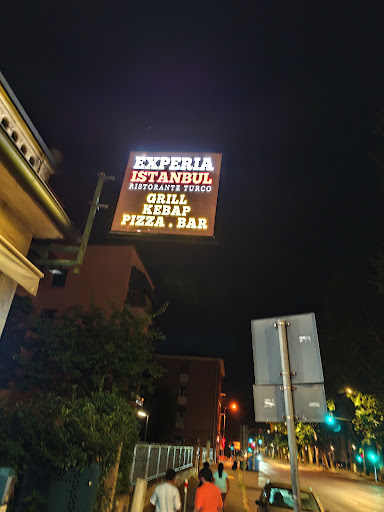 EXPERIA
ISTANBUL
RISTORANTE TURCO
GRILL
KEBAP
PIZZA . BAR